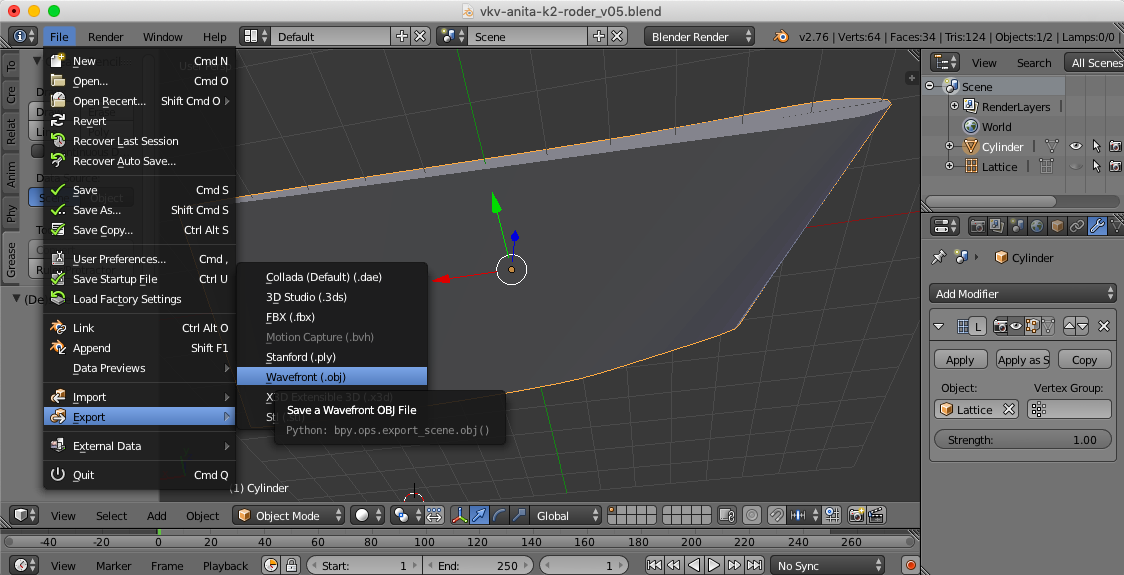 vkv-anita-k2-roder_v05.blend
File Render Window Help Default Scene Blender Render v2.76 | Verts:64 | Faces:34 | Tris:124 | Objects:1/2 | Lamps:0/0 |
New Cmd N
Open... Cmd O
Open Recent... Shift Cmd O
Revert
Recover Last Session
Recover Auto Save...
Save Cmd S
Save As... Shift Cmd S
Save Copy... Ctrl Alt S
User Preferences... Cmd ,
Save Startup File Ctrl U
Load Factory Settings
Link Ctrl Alt O
Append Shift F1
Data Previews
Import
Export
External Data
Quit Cmd Q
To
Cre
Relat
Anim
Phy
Grease
(De
Collada (Default) (.dae)
3D Studio (.3ds)
FBX (.fbx)
Motion Capture (.bvh)
Stanford (.ply)
Wavefront (.obj)
X3D Extensible 3D (.x3d)
Save a Wavefront OBJ File
Python: bpy.ops.export_scene.obj()
(1) Cylinder
View Search All Scenes
Scene
RenderLayers
World
Cylinder
Lattice
Cylinder
Add Modifier
L
Apply Apply as S Copy
Object: Vertex Group:
Lattice
Strength: 1.00
View Select Add Object Object Mode Global
-40 -20 0 20 40 60 80 100 120 140 160 180 200 220 240 260
View Marker Frame Playback Start: 1 End: 250 1 No Sync